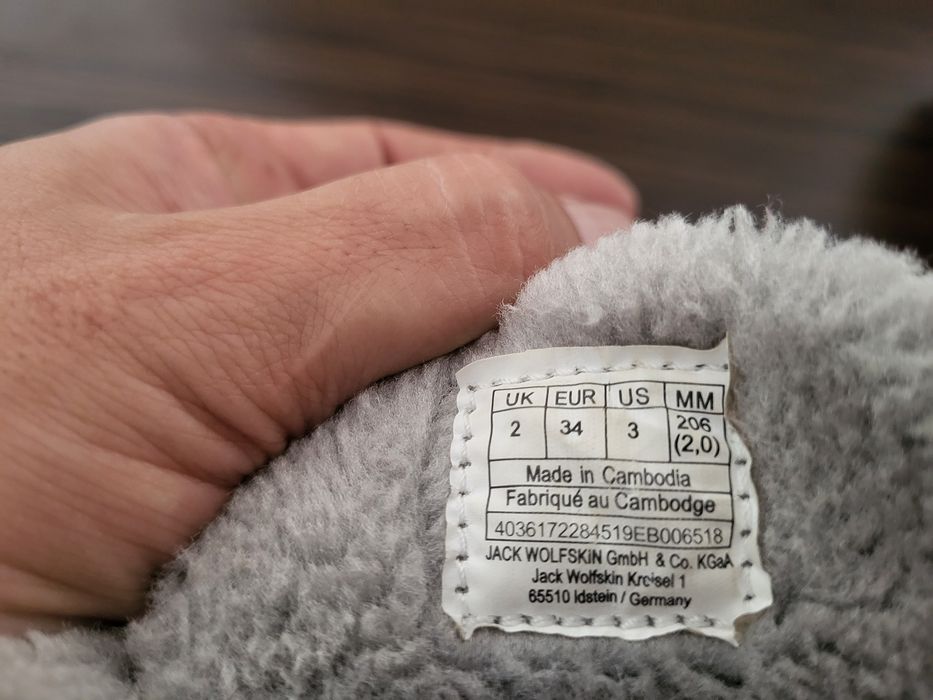 UK EUR US MM
2 34 3 206
(2,0)
Made in Cambodia
Fabriqué au Cambodge
4036172284519EB006518
JACK WOLFSKIN GmbH & Co. KGaA
Jack Wolfskin Kreisel 1
65510 Idstein / Germany